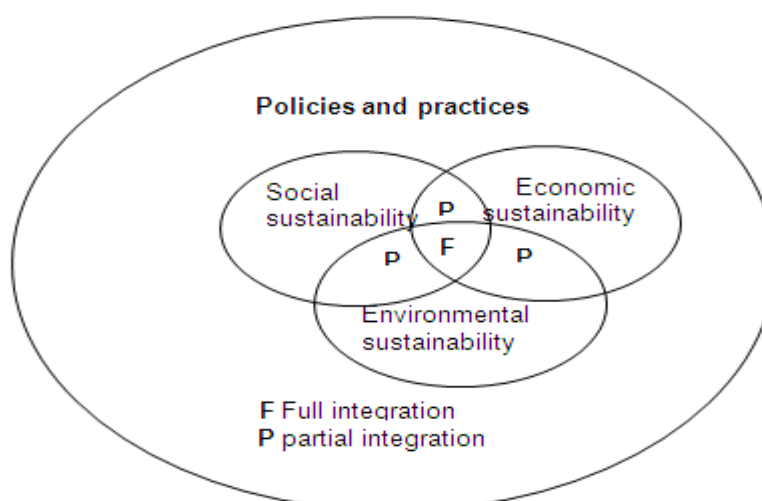 Policies and practices
Social
sustainability
Economic
sustainability
P
P
F
P
Environmental
sustainability
F Full integration
P partial integration